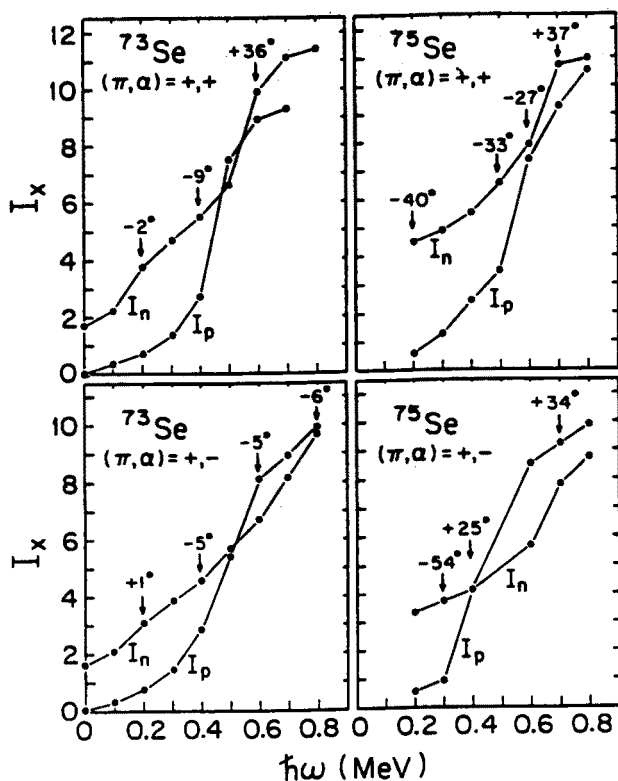 12
10
8
6
4
2
0
I_x
⁷³Se
(π,α)=+,+
+36°
-9°
-2°
I_n
I_p
⁷⁵Se
(π,α)=+,+
+37°
-27°
-33°
-40°
I_n
I_p
10
8
6
4
2
0
I_x
⁷³Se
(π,α)=+,-
-6°
-5°
-5°
+1°
I_n
I_p
0 0.2 0.4 0.6 0.8
⁷⁵Se
(π,α)=+,-
+34°
+25°
-54°
I_n
I_p
0.2 0.4 0.6 0.8
ħω (MeV)